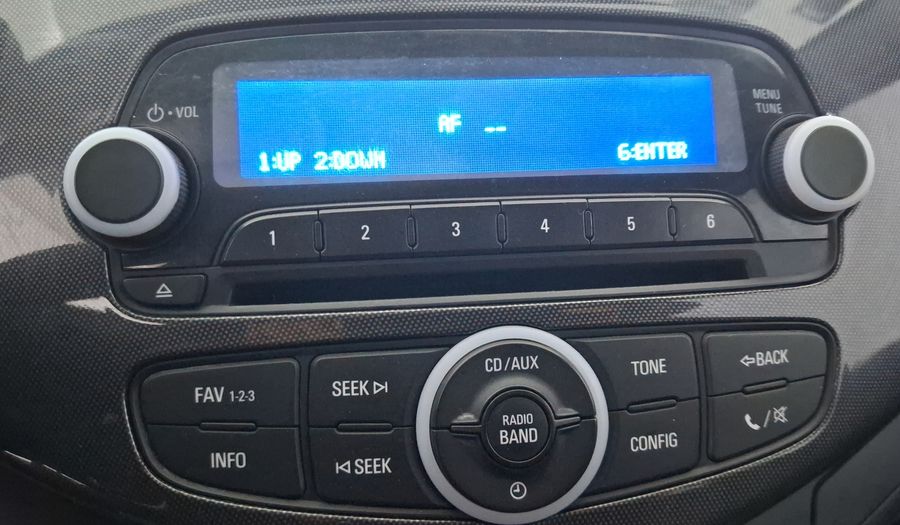 VOL
MENU
TUNE
AF __
1:UP 2:DOWN
6:ENTER
1 2 3 4 5 6
FAV 1-2-3
SEEK
CD/AUX
TONE
BACK
RADIO
BAND
INFO
SEEK
CONFIG